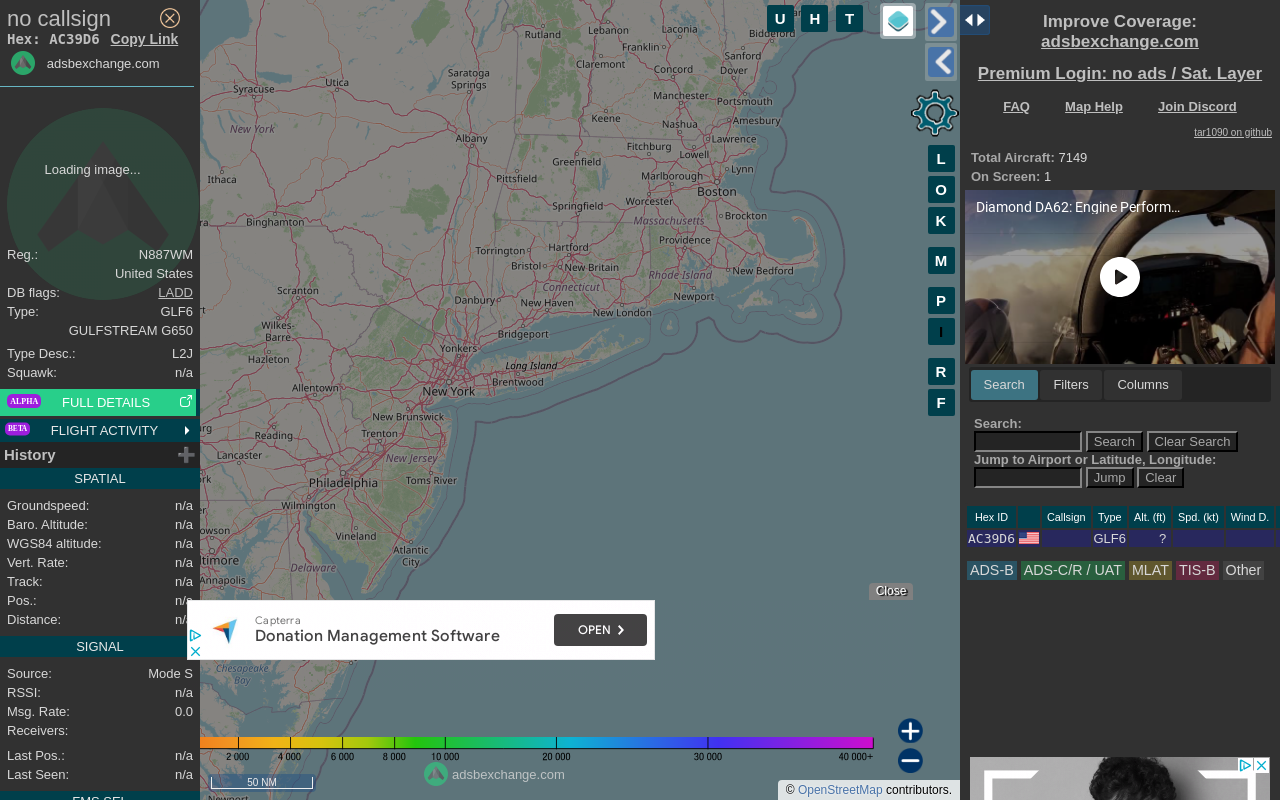 no callsign
Hex: AC39D6 Copy Link
adsbexchange.com
Loading image...
Reg.: N887WM
United States
DB flags: LADD
Type: GLF6
GULFSTREAM G650
Type Desc.: L2J
Squawk: n/a
ALPHA FULL DETAILS
BETA FLIGHT ACTIVITY
History
SPATIAL
Groundspeed: n/a
Baro. Altitude: n/a
WGS84 altitude: n/a
Vert. Rate: n/a
Track: n/a
Pos.: n/a
Distance: n/a
SIGNAL
Source: Mode S
RSSI: n/a
Msg. Rate: 0.0
Receivers:
Last Pos.: n/a
Last Seen: n/a
U H T
L
O
K
M
P
I
R
F
Rutland
Lebanon
Laconia
Biddeford
Franklin
Claremont
Sanford
Concord
Dover
Saratoga
Springs
Utica
Syracuse
Manchester
Portsmouth
Keene
Nashua
Amesbury
New York
Albany
Lawrence
Fitchburg
Greenfield
Lowell
Lynn
Ithaca
Pittsfield
Marlborough
Boston
Worcester
Springfield
Binghamton
Massachusetts
Brockton
Providence
Torrington
Hartford
Bristol
New Britain
Rhode Island
New Bedford
Connecticut
Scranton
Danbury
New Haven
Newport
New London
Wilkes-
Barre
Bridgeport
Yonkers
Hazleton
Long Island
Brentwood
Allentown
New York
New Brunswick
Reading
Trenton
Lancaster
New Jersey
Philadelphia
Toms River
Wilmington
Vineland
Atlantic
City
Delaware
Annapolis
Chesapeake
Bay
Close
Capterra
Donation Management Software
OPEN
2 000 4 000 6 000 8 000 10 000 20 000 30 000 40 000+
50 NM
adsbexchange.com
© OpenStreetMap contributors.
Improve Coverage:
adsbexchange.com
Premium Login: no ads / Sat. Layer
FAQ Map Help Join Discord
tar1090 on github
Total Aircraft: 7149
On Screen: 1
Diamond DA62: Engine Perform...
Search Filters Columns
Search:
Search Clear Search
Jump to Airport or Latitude, Longitude:
Jump Clear
Hex ID Callsign Type Alt. (ft) Spd. (kt) Wind D.
AC39D6 GLF6 ?
ADS-B ADS-C/R / UAT MLAT TIS-B Other